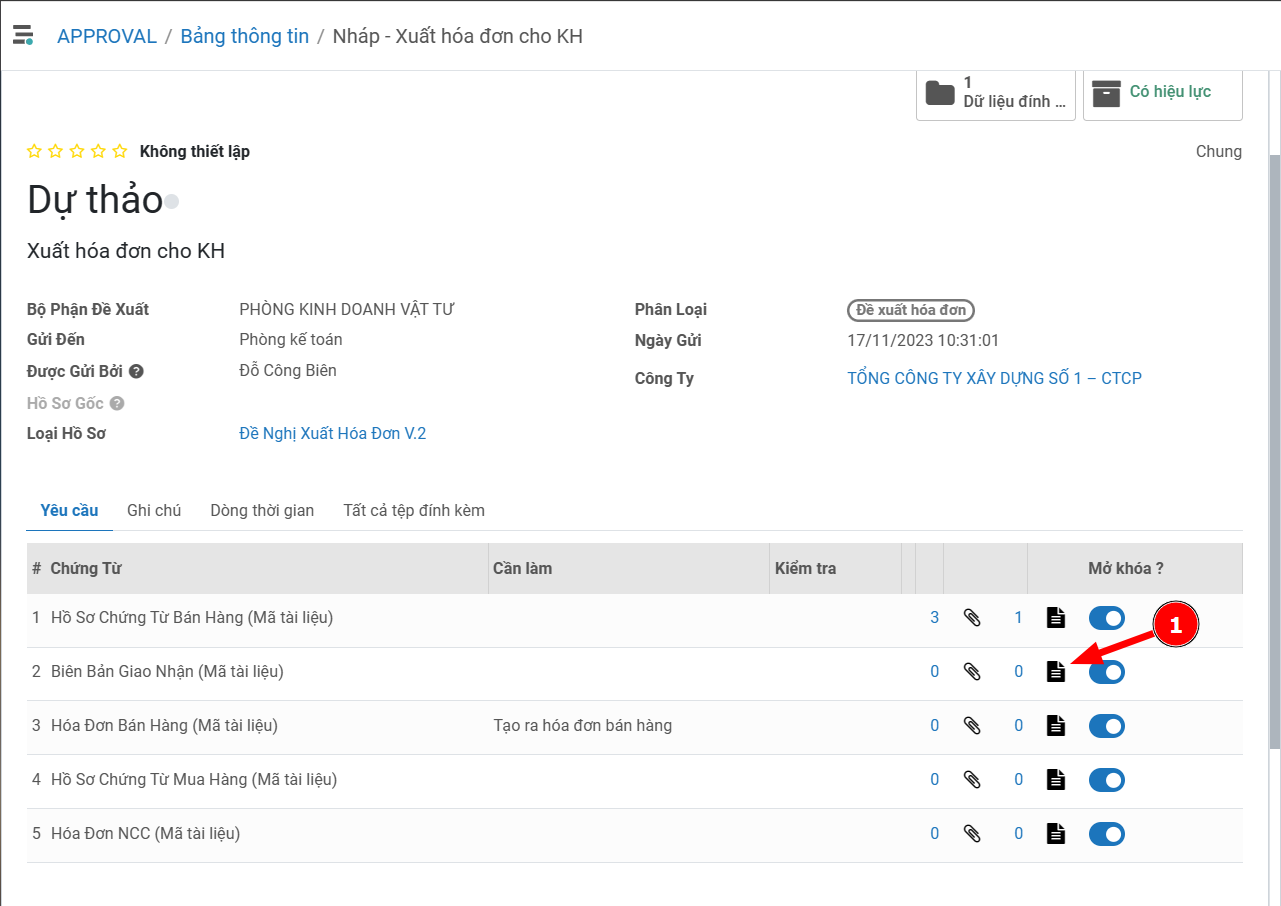 APPROVAL / Bảng thông tin / Nháp - Xuất hóa đơn cho KH
1
Dữ liệu đính ...
Có hiệu lực
Không thiết lập
Chung
Dự thảo
Xuất hóa đơn cho KH
Bộ Phận Đề Xuất PHÒNG KINH DOANH VẬT TƯ
Phân Loại Đề xuất hóa đơn
Gửi Đến Phòng kế toán
Ngày Gửi 17/11/2023 10:31:01
Được Gửi Bởi ? Đỗ Công Biên
Công Ty TỔNG CÔNG TY XÂY DỰNG SỐ 1 – CTCP
Hồ Sơ Gốc ?
Loại Hồ Sơ Đề Nghị Xuất Hóa Đơn V.2
Yêu cầu Ghi chú Dòng thời gian Tất cả tệp đính kèm
# Chứng Từ Cần làm Kiểm tra Mở khóa ?
1 Hồ Sơ Chứng Từ Bán Hàng (Mã tài liệu) 3 1
1
2 Biên Bản Giao Nhận (Mã tài liệu) 0 0
3 Hóa Đơn Bán Hàng (Mã tài liệu) Tạo ra hóa đơn bán hàng 0 0
4 Hồ Sơ Chứng Từ Mua Hàng (Mã tài liệu) 0 0
5 Hóa Đơn NCC (Mã tài liệu) 0 0